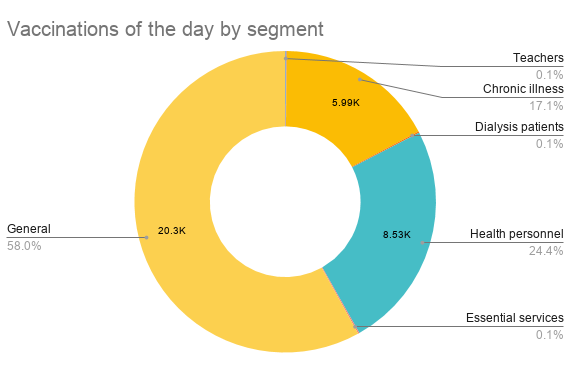 Vaccinations of the day by segment
Teachers
0.1%
Chronic illness
17.1%
5.99K
Dialysis patients
0.1%
General
58.0%
20.3K
8.53K
Health personnel
24.4%
Essential services
0.1%